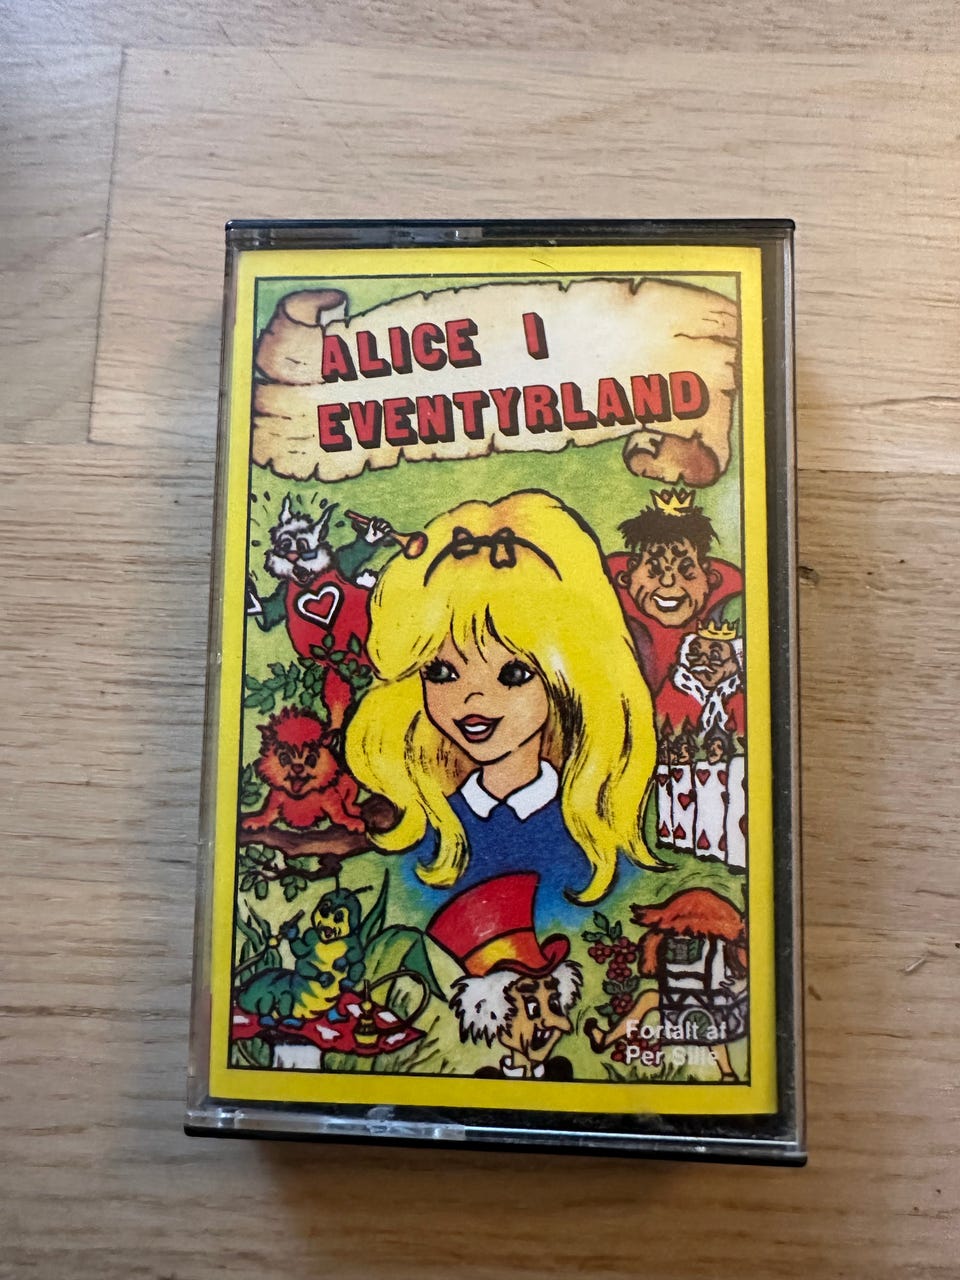 ALICE I
EVENTYRLAND
Fortalt af
Per Sille